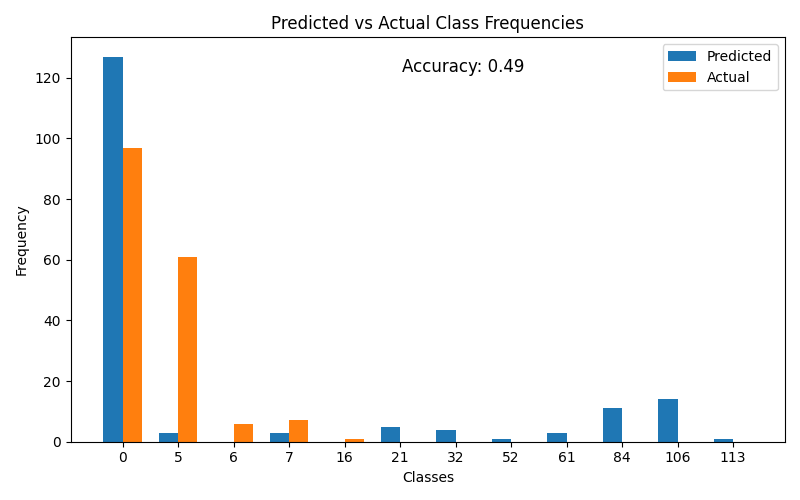 Predicted vs Actual Class Frequencies
Accuracy: 0.49
Predicted
Actual
Frequency
120
100
80
60
40
20
0
0 5 6 7 16 21 32 52 61 84 106 113
Classes